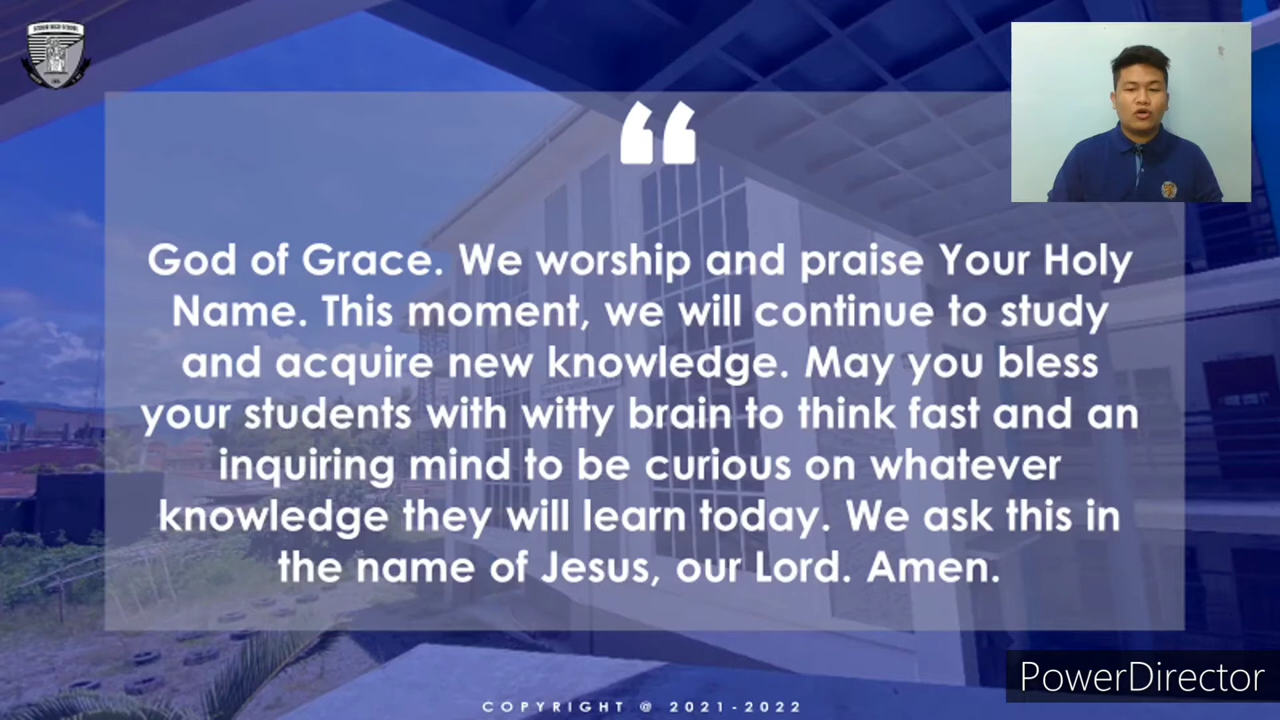 “
God of Grace. We worship and praise Your Holy
Name. This moment, we will continue to study
and acquire new knowledge. May you bless
your students with witty brain to think fast and an
inquiring mind to be curious on whatever
knowledge they will learn today. We ask this in
the name of Jesus, our Lord. Amen.
PowerDirector
COPYRIGHT @ 2021-2022